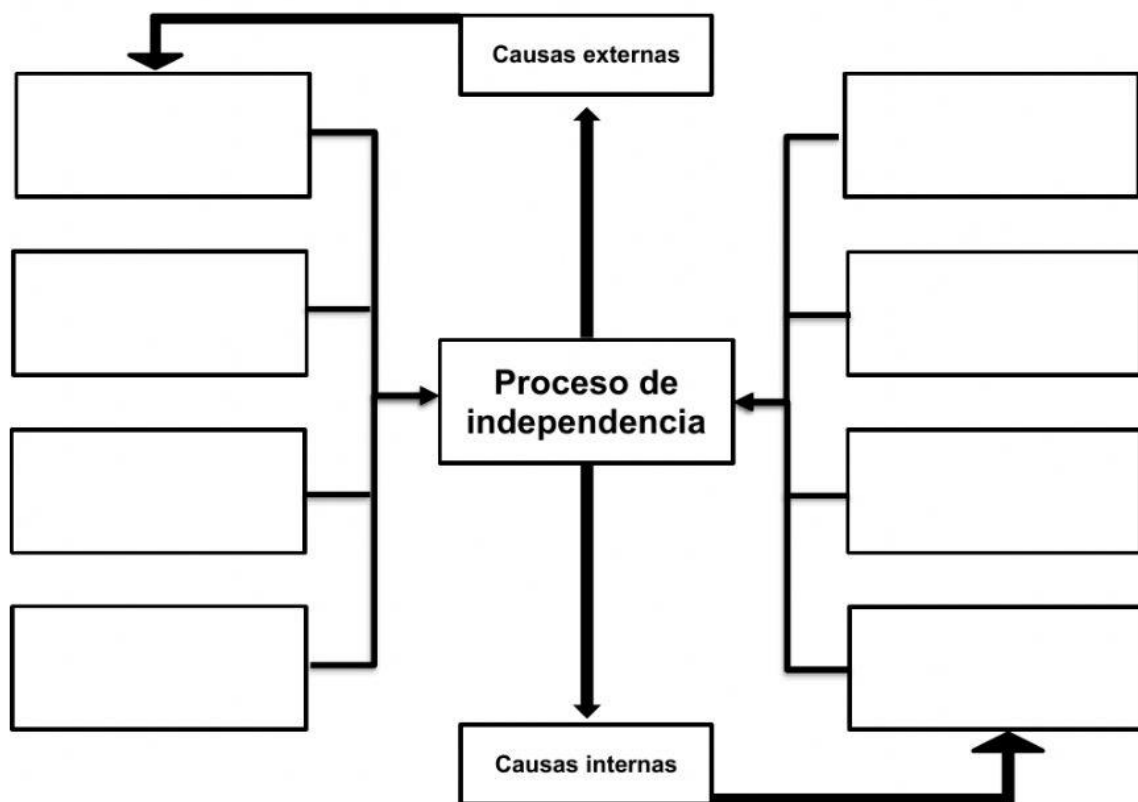 Causas externas
Proceso de
independencia
Causas internas